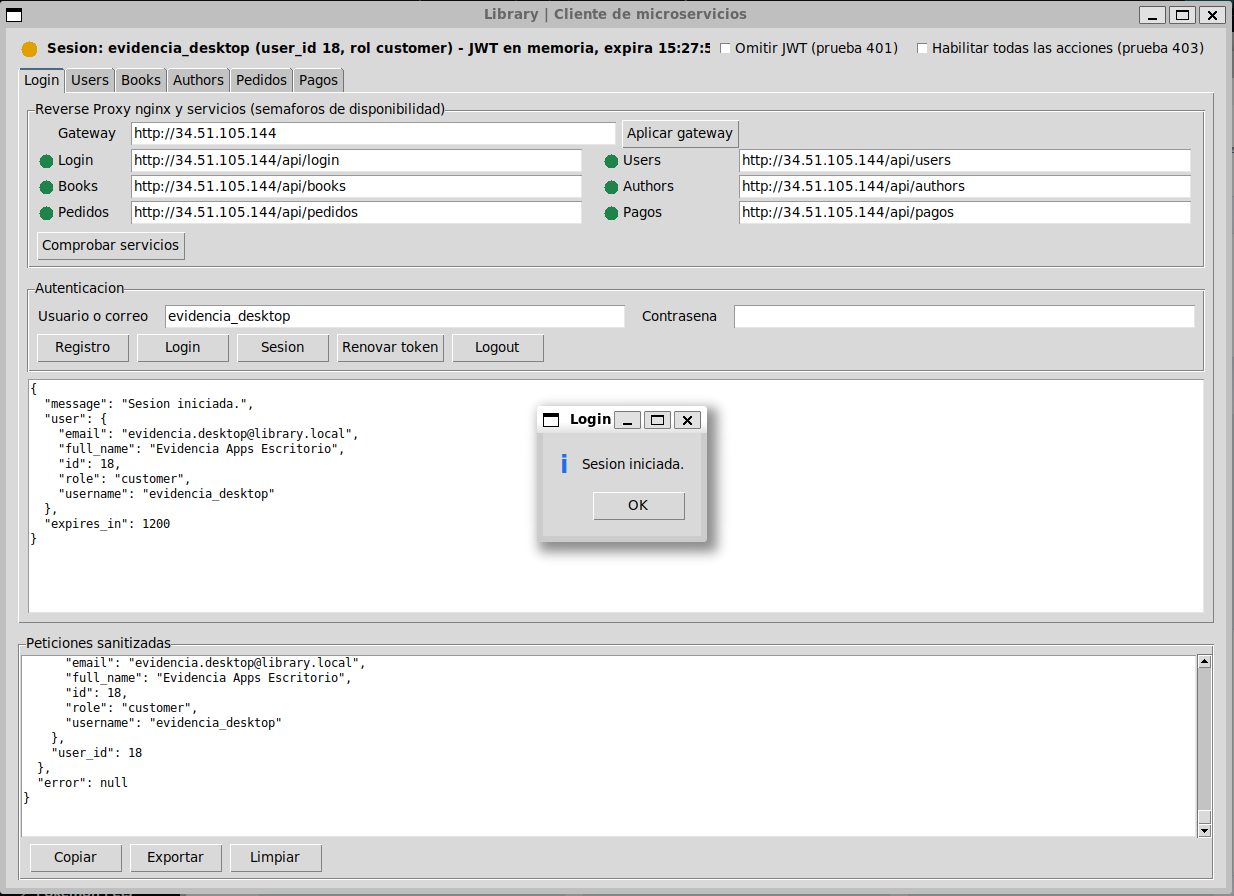 Library | Cliente de microservicios
Sesion: evidencia_desktop (user_id 18, rol customer) - JWT en memoria, expira 15:27:5
Omitir JWT (prueba 401)
Habilitar todas las acciones (prueba 403)
Login Users Books Authors Pedidos Pagos
Reverse Proxy nginx y servicios (semaforos de disponibilidad)
Gateway http://34.51.105.144 Aplicar gateway
Login http://34.51.105.144/api/login Users http://34.51.105.144/api/users
Books http://34.51.105.144/api/books Authors http://34.51.105.144/api/authors
Pedidos http://34.51.105.144/api/pedidos Pagos http://34.51.105.144/api/pagos
Comprobar servicios
Autenticacion
Usuario o correo evidencia_desktop Contrasena
Registro Login Sesion Renovar token Logout
{
  "message": "Sesion iniciada.",
  "user": {
    "email": "evidencia.desktop@library.local",
    "full_name": "Evidencia Apps Escritorio",
    "id": 18,
    "role": "customer",
    "username": "evidencia_desktop"
  },
  "expires_in": 1200
}
Login
i Sesion iniciada.
OK
Peticiones sanitizadas
      "email": "evidencia.desktop@library.local",
      "full_name": "Evidencia Apps Escritorio",
      "id": 18,
      "role": "customer",
      "username": "evidencia_desktop"
    },
    "user_id": 18
  },
  "error": null
}
Copiar Exportar Limpiar